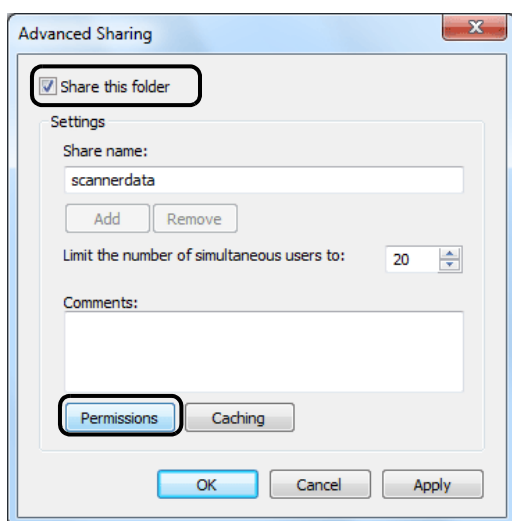 Advanced Sharing
Share this folder
Settings
Share name:
scannerdata
Add Remove
Limit the number of simultaneous users to: 20
Comments:
Permissions Caching
OK Cancel Apply